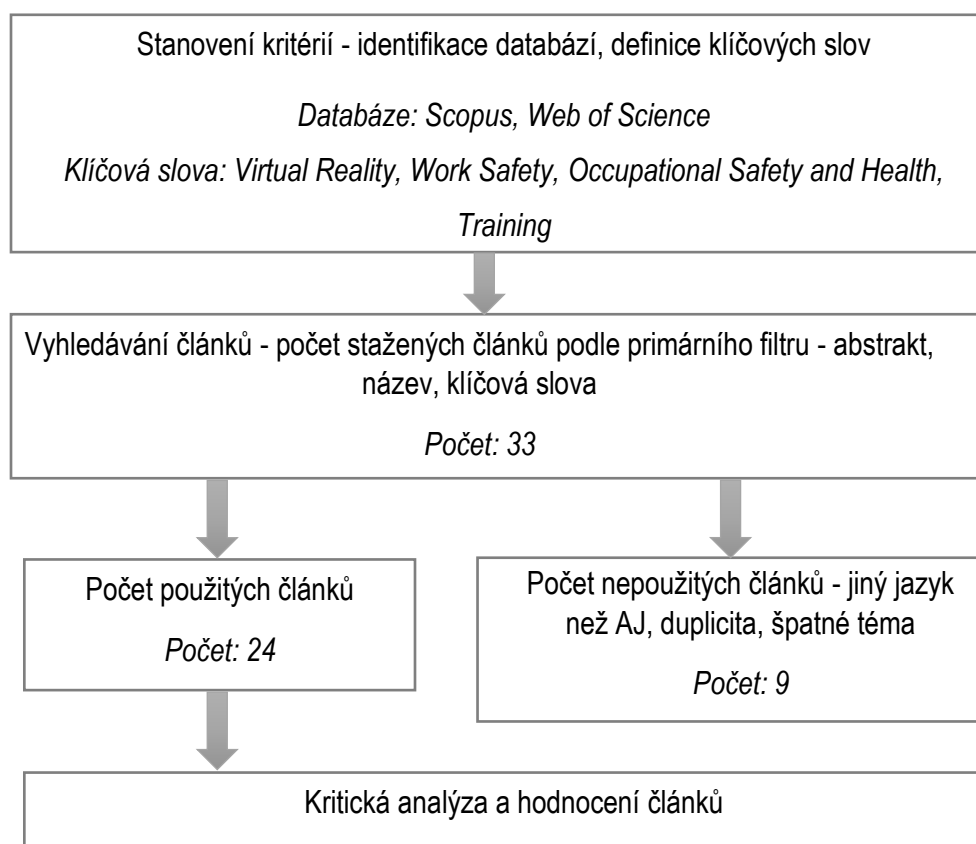 Stanovení kritérií - identifikace databází, definice klíčových slov
Databáze: Scopus, Web of Science
Klíčová slova: Virtual Reality, Work Safety, Occupational Safety and Health,
Training
Vyhledávání článků - počet stažených článků podle primárního filtru - abstrakt,
název, klíčová slova
Počet: 33
Počet použitých článků
Počet: 24
Počet nepoužitých článků - jiný jazyk
než AJ, duplicita, špatné téma
Počet: 9
Kritická analýza a hodnocení článků